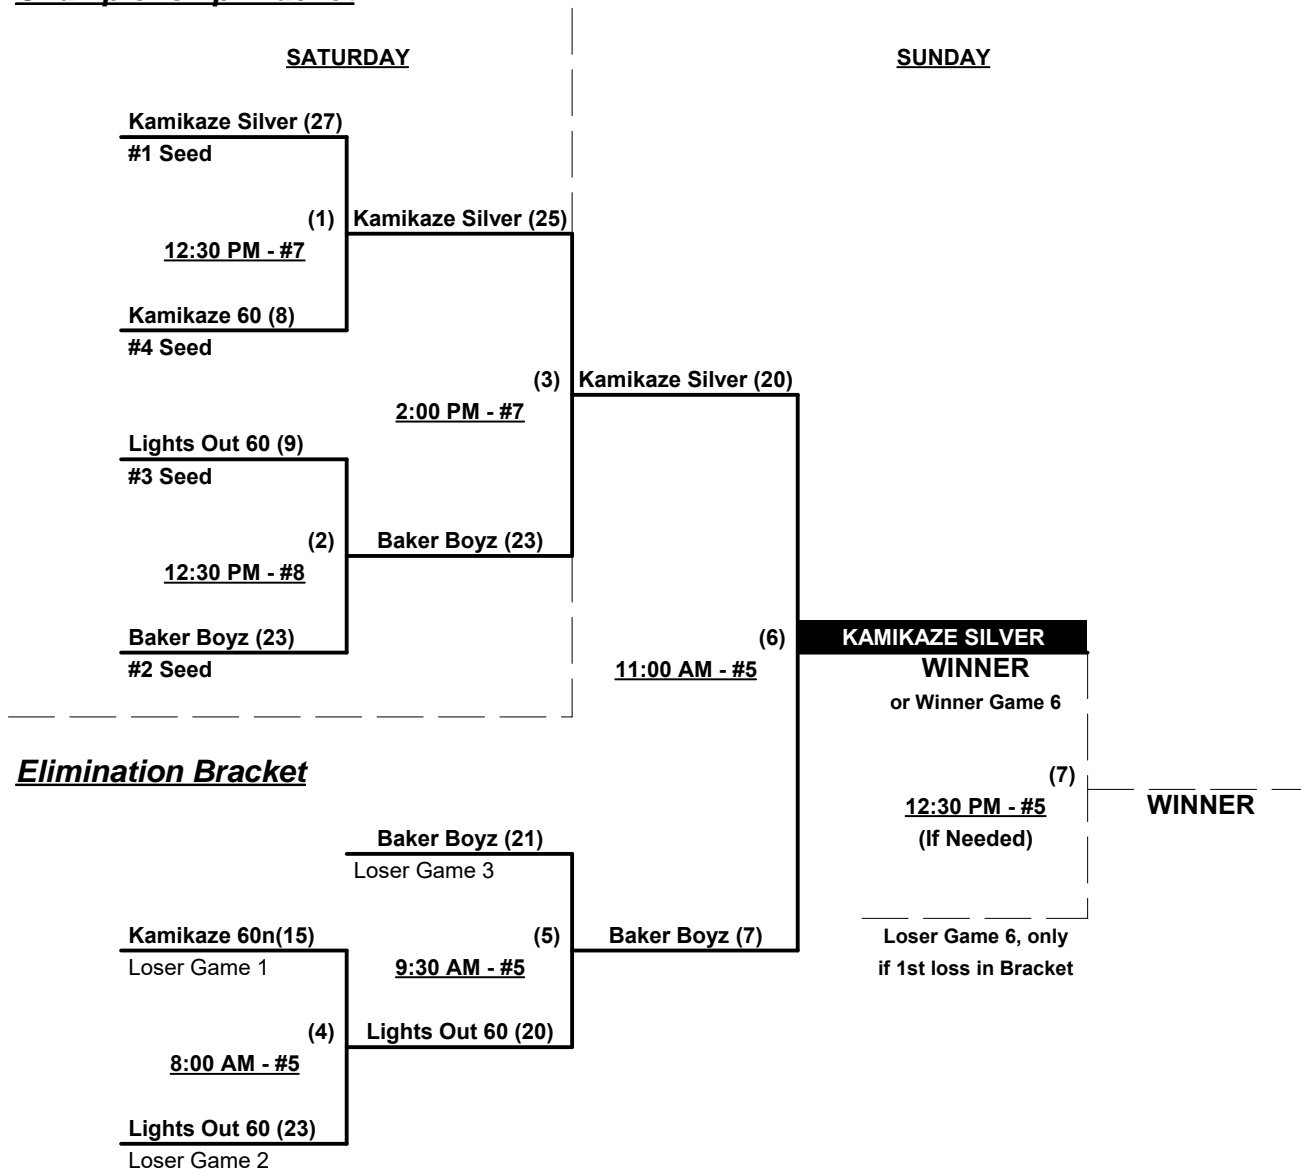 SATURDAY
SUNDAY
Kamikaze Silver (27)
#1 Seed
(1)
Kamikaze Silver (25)
12:30 PM - #7
Kamikaze 60 (8)
#4 Seed
(3)
Kamikaze Silver (20)
2:00 PM - #7
Lights Out 60 (9)
#3 Seed
(2)
Baker Boyz (23)
12:30 PM - #8
Baker Boyz (23)
#2 Seed
(6)
KAMIKAZE SILVER
11:00 AM - #5
WINNER
or Winner Game 6
Elimination Bracket
(7)
12:30 PM - #5
WINNER
(If Needed)
Baker Boyz (21)
Loser Game 3
Kamikaze 60n(15)
Loser Game 1
(5)
Baker Boyz (7)
9:30 AM - #5
Loser Game 6, only
if 1st loss in Bracket
(4)
Lights Out 60 (20)
8:00 AM - #5
Lights Out 60 (23)
Loser Game 2